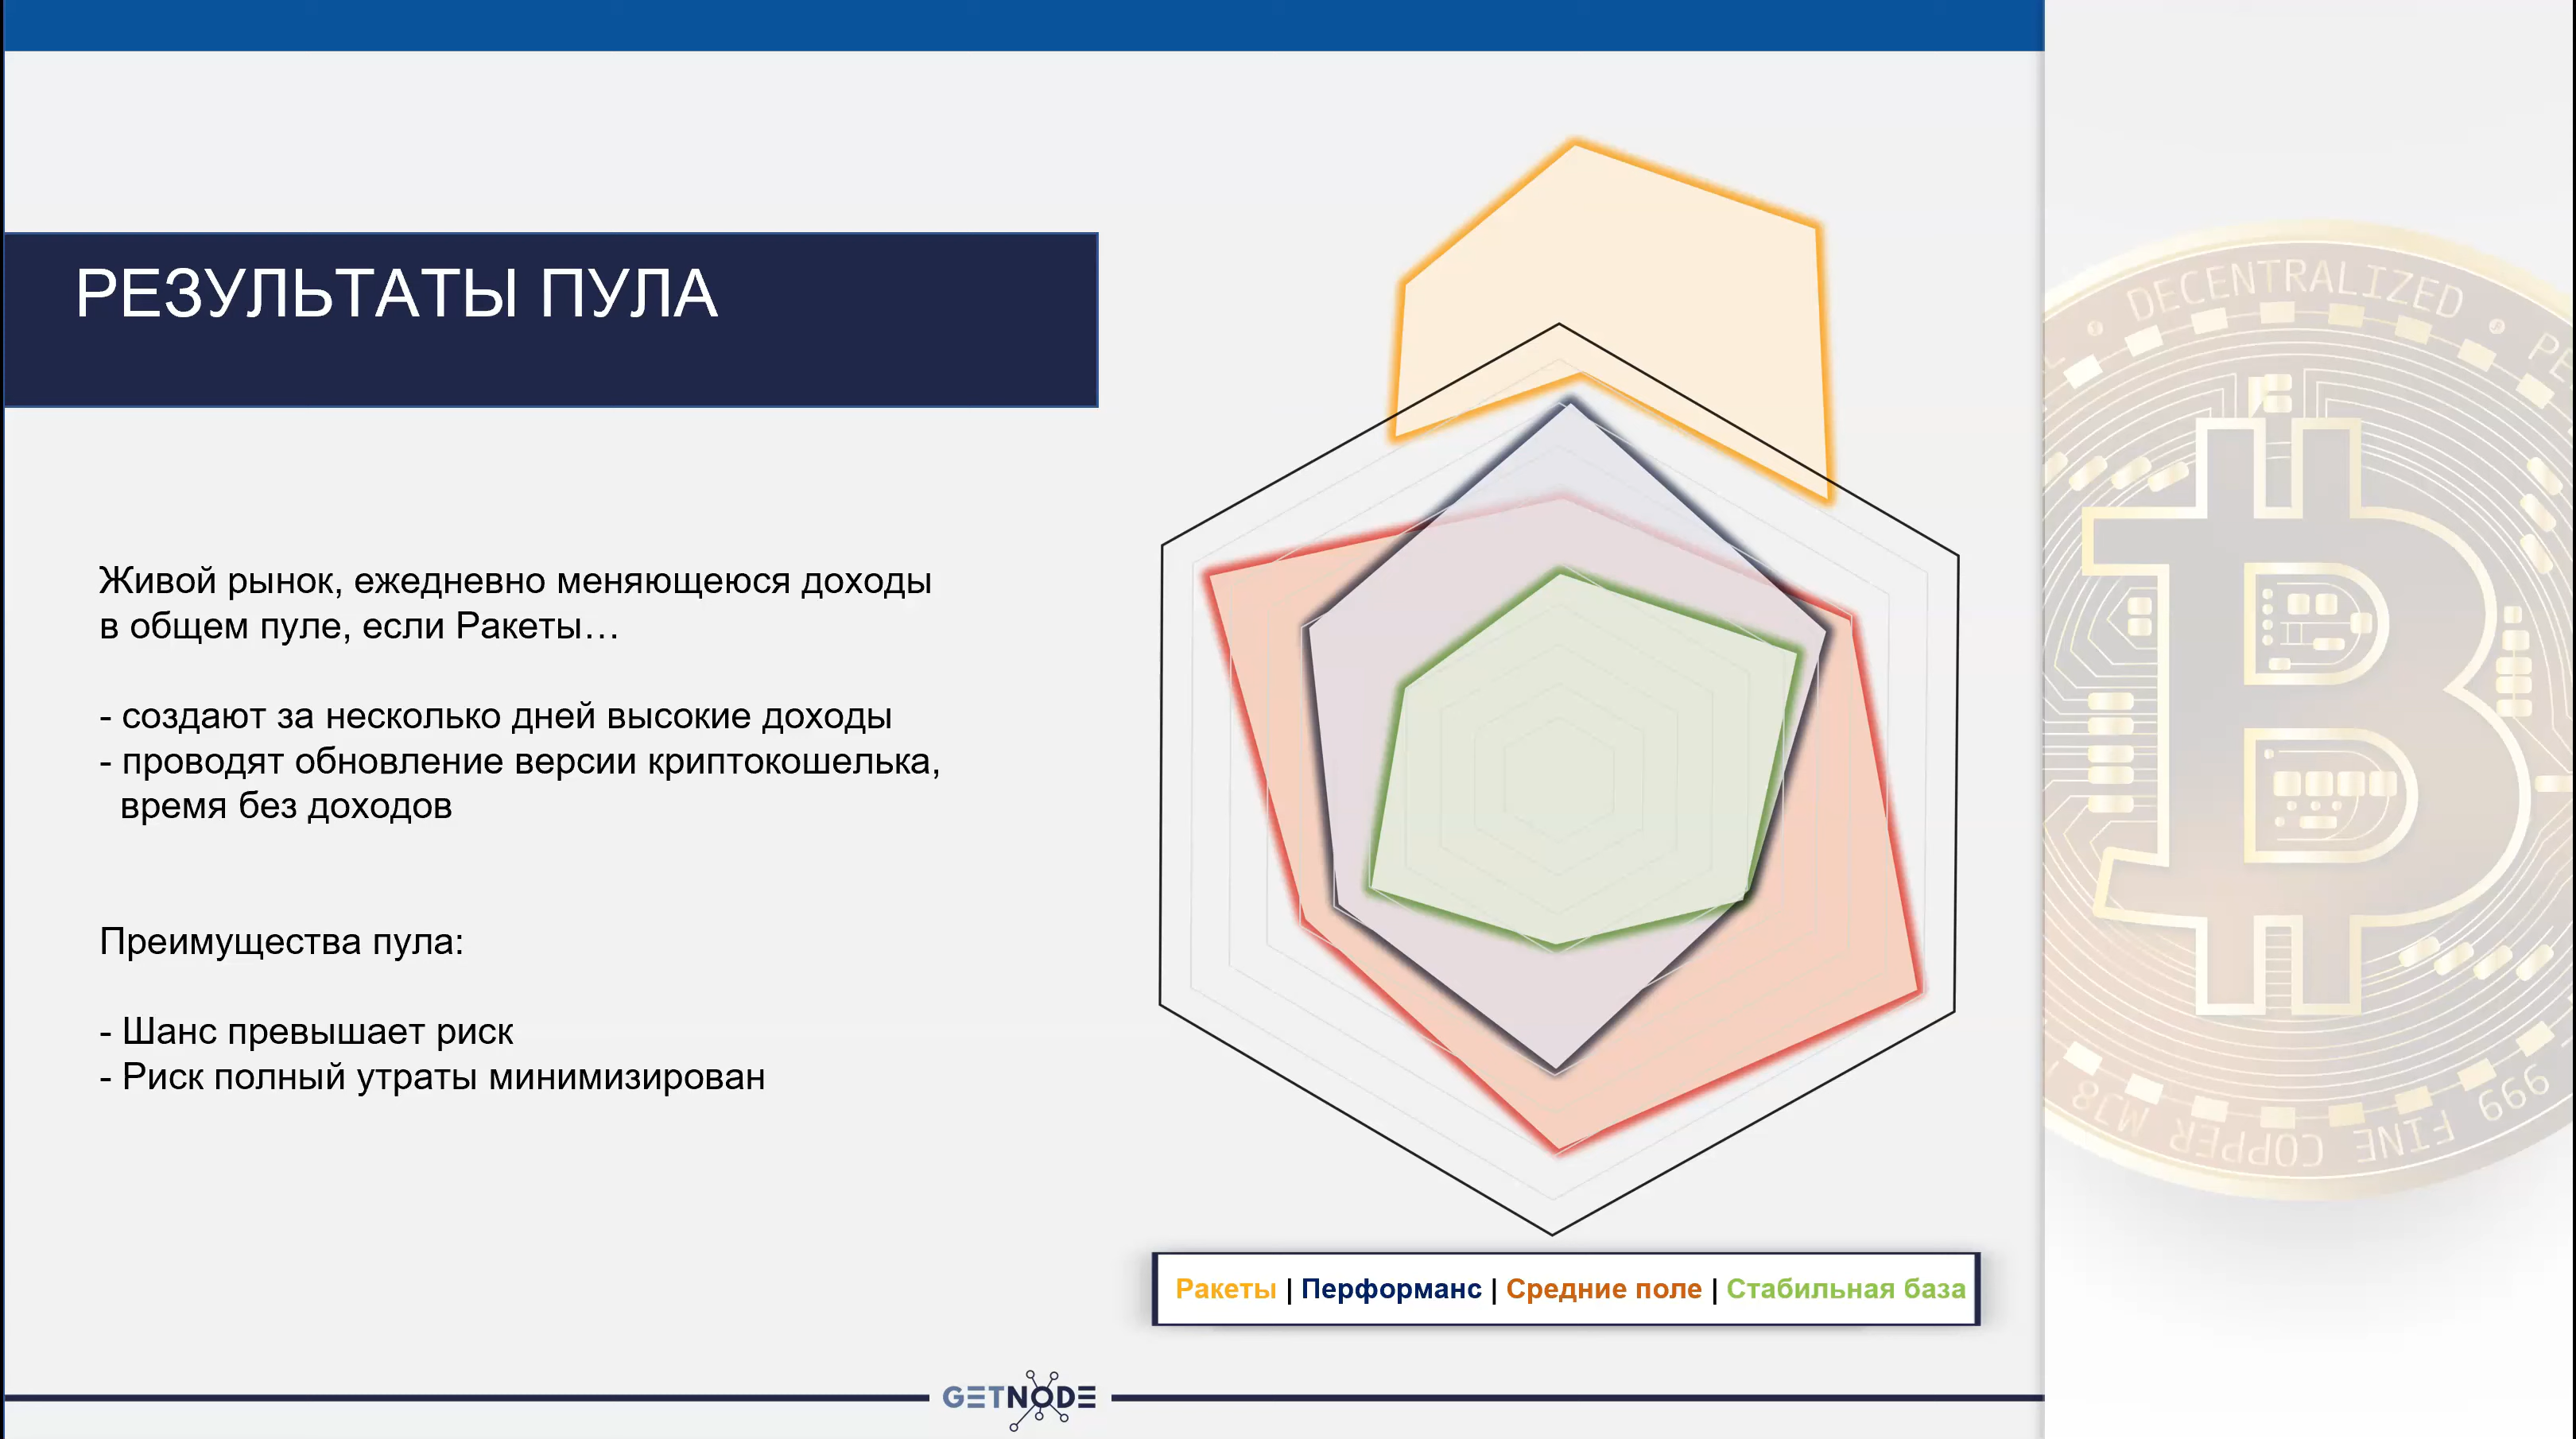 РЕЗУЛЬТАТЫ ПУЛА
Живой рынок, ежедневно меняющеюся доходы
в общем пуле, если Ракеты…
- создают за несколько дней высокие доходы
- проводят обновление версии криптокошелька,
время без доходов
Преимущества пула:
- Шанс превышает риск
- Риск полный утраты минимизирован
Ракеты | Перформанс | Средние поле | Стабильная база
GETNODE
DECENTRALIZED
999 FINE COPPER